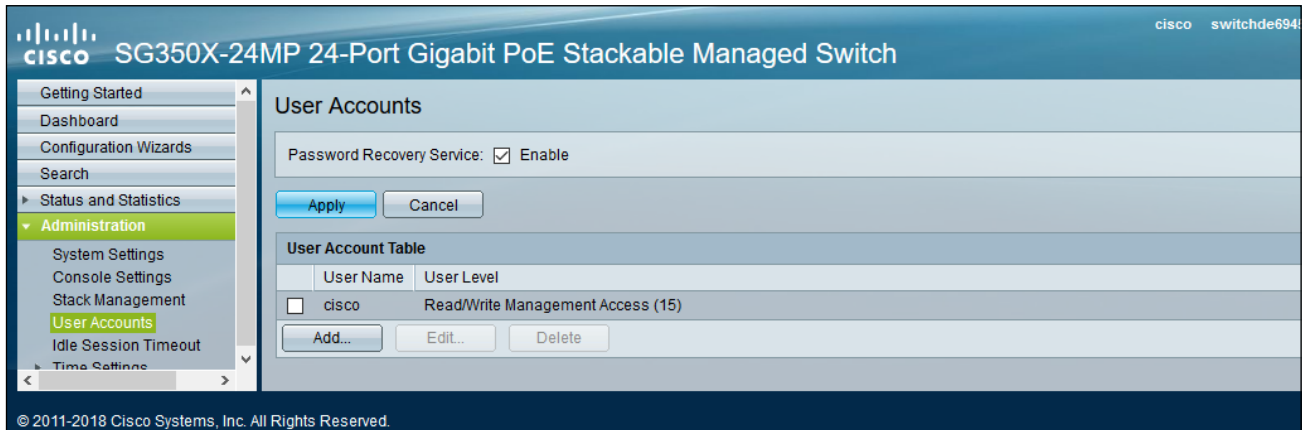 cisco switchde694
cisco SG350X-24MP 24-Port Gigabit PoE Stackable Managed Switch
Getting Started
Dashboard
Configuration Wizards
Search
Status and Statistics
Administration
System Settings
Console Settings
Stack Management
User Accounts
Idle Session Timeout
Time Settings
User Accounts
Password Recovery Service: Enable
Apply Cancel
User Account Table
User Name User Level
cisco Read/Write Management Access (15)
Add... Edit... Delete
© 2011-2018 Cisco Systems, Inc. All Rights Reserved.